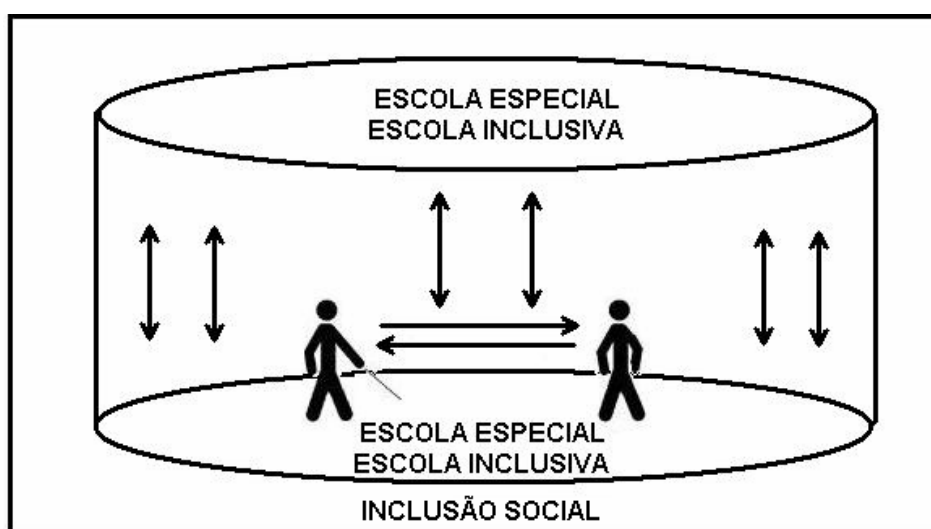 ESCOLA ESPECIAL
ESCOLA INCLUSIVA
ESCOLA ESPECIAL
ESCOLA INCLUSIVA
INCLUSÃO SOCIAL